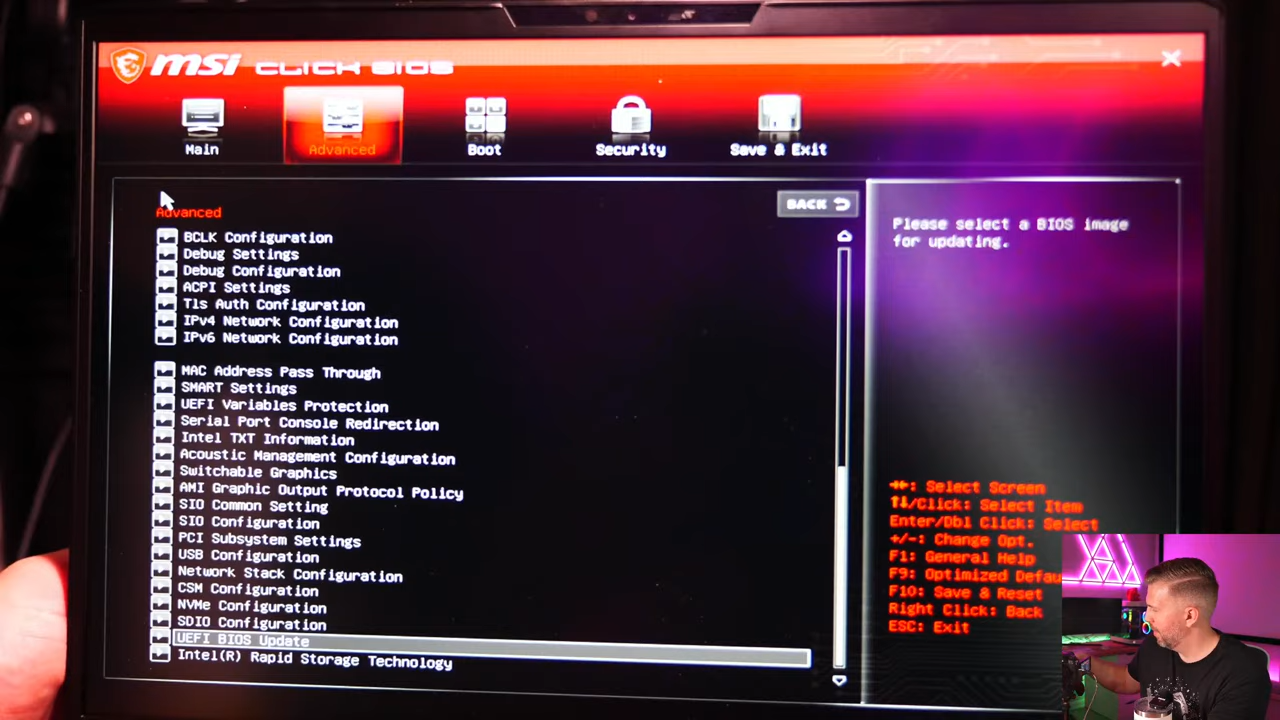 msi CLICK BIOS
Main
Advanced
Boot
Security
Save & Exit
Advanced
BACK
BCLK Configuration
Debug Settings
Debug Configuration
ACPI Settings
Tls Auth Configuration
IPv4 Network Configuration
IPv6 Network Configuration
MAC Address Pass Through
SMART Settings
UEFI Variables Protection
Serial Port Console Redirection
Intel TXT Information
Acoustic Management Configuration
Switchable Graphics
AMI Graphic Output Protocol Policy
SIO Common Setting
SIO Configuration
PCI Subsystem Settings
USB Configuration
Network Stack Configuration
CSM Configuration
NVMe Configuration
SDIO Configuration
UEFI BIOS Update
Intel(R) Rapid Storage Technology
Please select a BIOS image
for updating.
→←: Select Screen
↑↓/Click: Select Item
Enter/Dbl Click: Select
+/-: Change Opt.
F1: General Help
F9: Optimized Defau
F10: Save & Reset
Right Click: Back
ESC: Exit